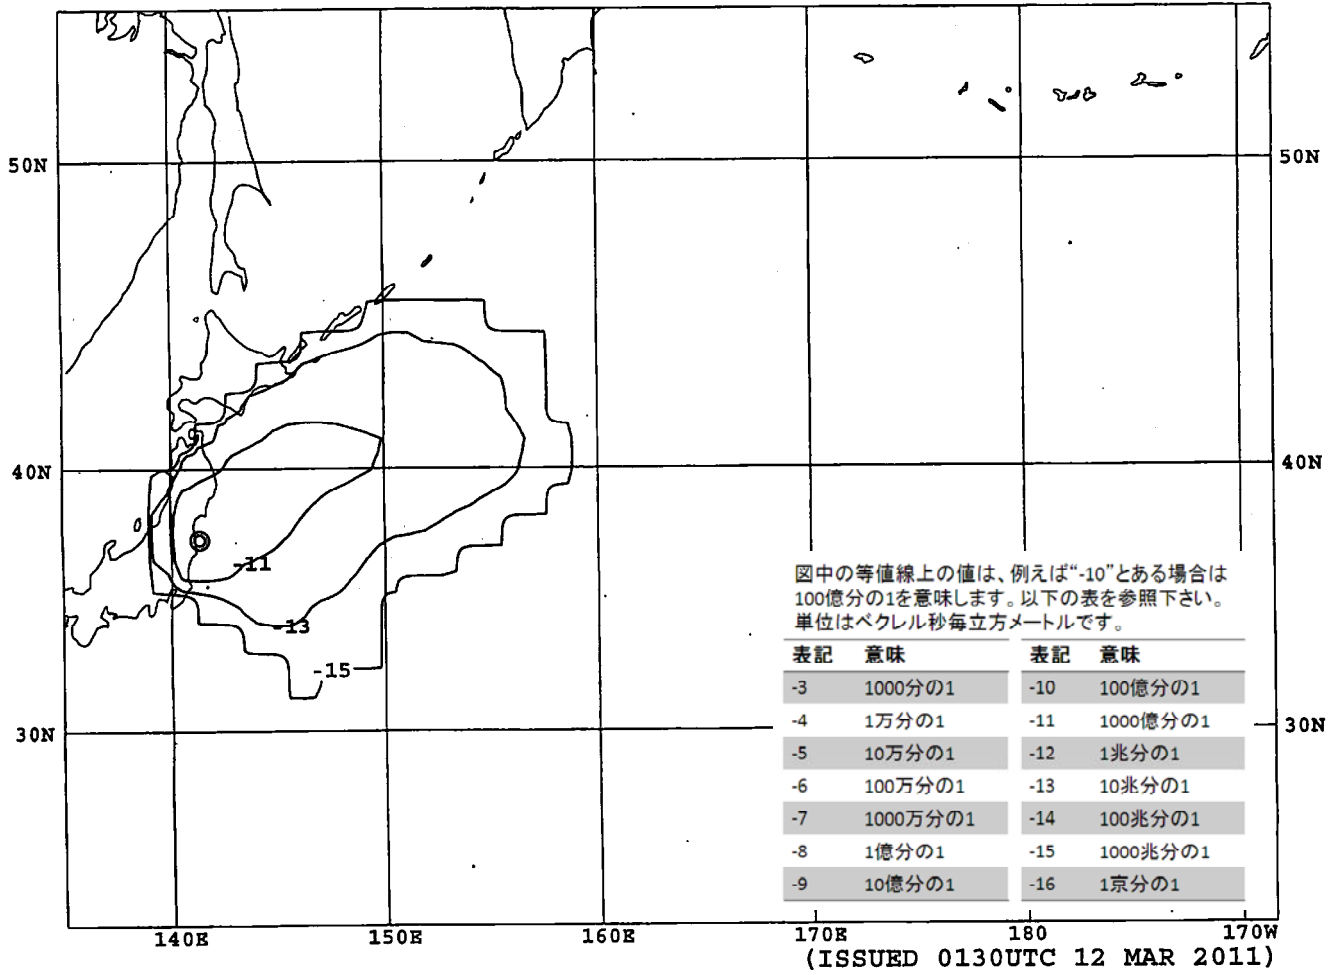 50N
50N
40N
40N
-11
-13
-15
図中の等値線上の値は、例えば“-10”とある場合は
100億分の1を意味します。以下の表を参照下さい。
単位はベクレル秒毎立方メートルです。
表記 意味 表記 意味
-3 1000分の1 -10 100億分の1
-4 1万分の1 -11 1000億分の1
-5 10万分の1 -12 1兆分の1
-6 100万分の1 -13 10兆分の1
-7 1000万分の1 -14 100兆分の1
-8 1億分の1 -15 1000兆分の1
-9 10億分の1 -16 1京分の1
30N
30N
140E 150E 160E 170E 180 170W
(ISSUED 0130UTC 12 MAR 2011)